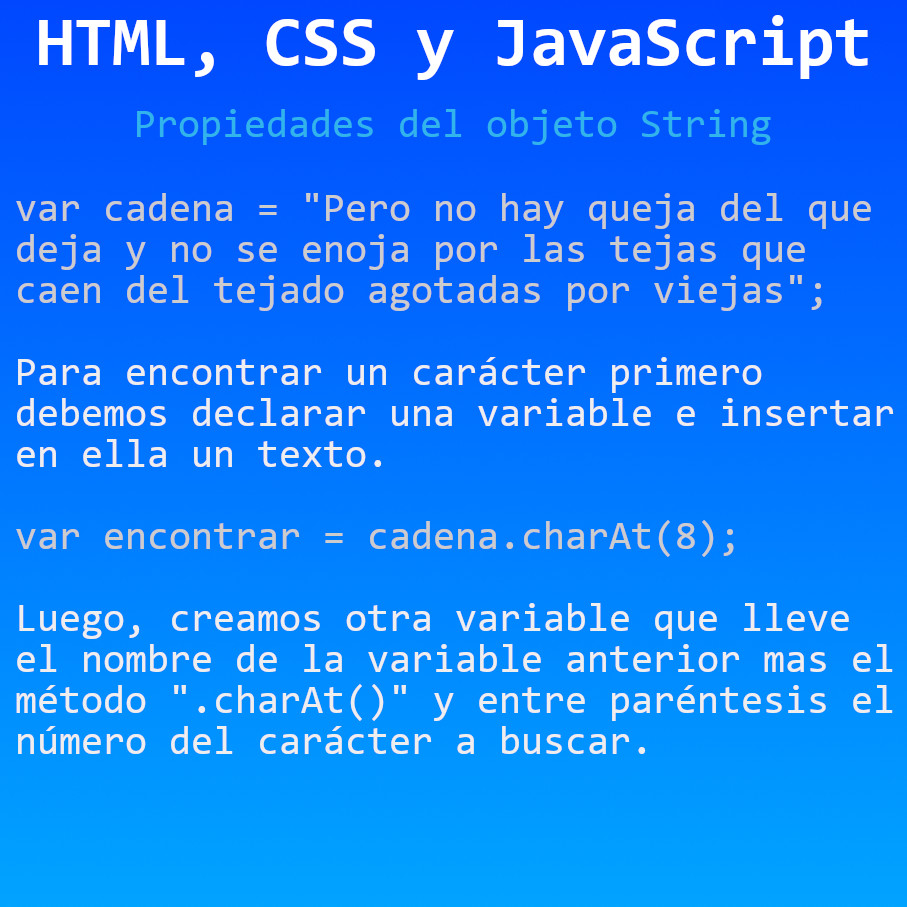 HTML, CSS y JavaScript
Propiedades del objeto String
var cadena = "Pero no hay queja del que
deja y no se enoja por las tejas que
caen del tejado agotadas por viejas";
Para encontrar un carácter primero
debemos declarar una variable e insertar
en ella un texto.
var encontrar = cadena.charAt(8);
Luego, creamos otra variable que lleve
el nombre de la variable anterior mas el
método ".charAt()" y entre paréntesis el
número del carácter a buscar.